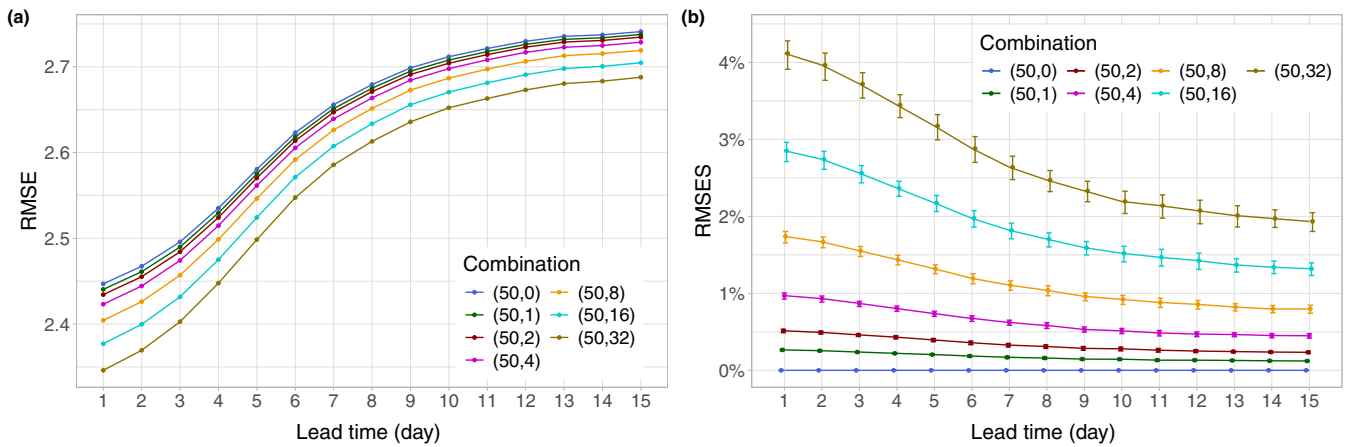 (a)
RMSE
2.7
2.6
2.5
2.4
Combination
(50,0) (50,8)
(50,1) (50,16)
(50,2) (50,32)
(50,4)
1 2 3 4 5 6 7 8 9 10 11 12 13 14 15
Lead time (day)
(b)
RMSES
4%
3%
2%
1%
0%
Combination
(50,0) (50,2) (50,8) (50,32)
(50,1) (50,4) (50,16)
1 2 3 4 5 6 7 8 9 10 11 12 13 14 15
Lead time (day)